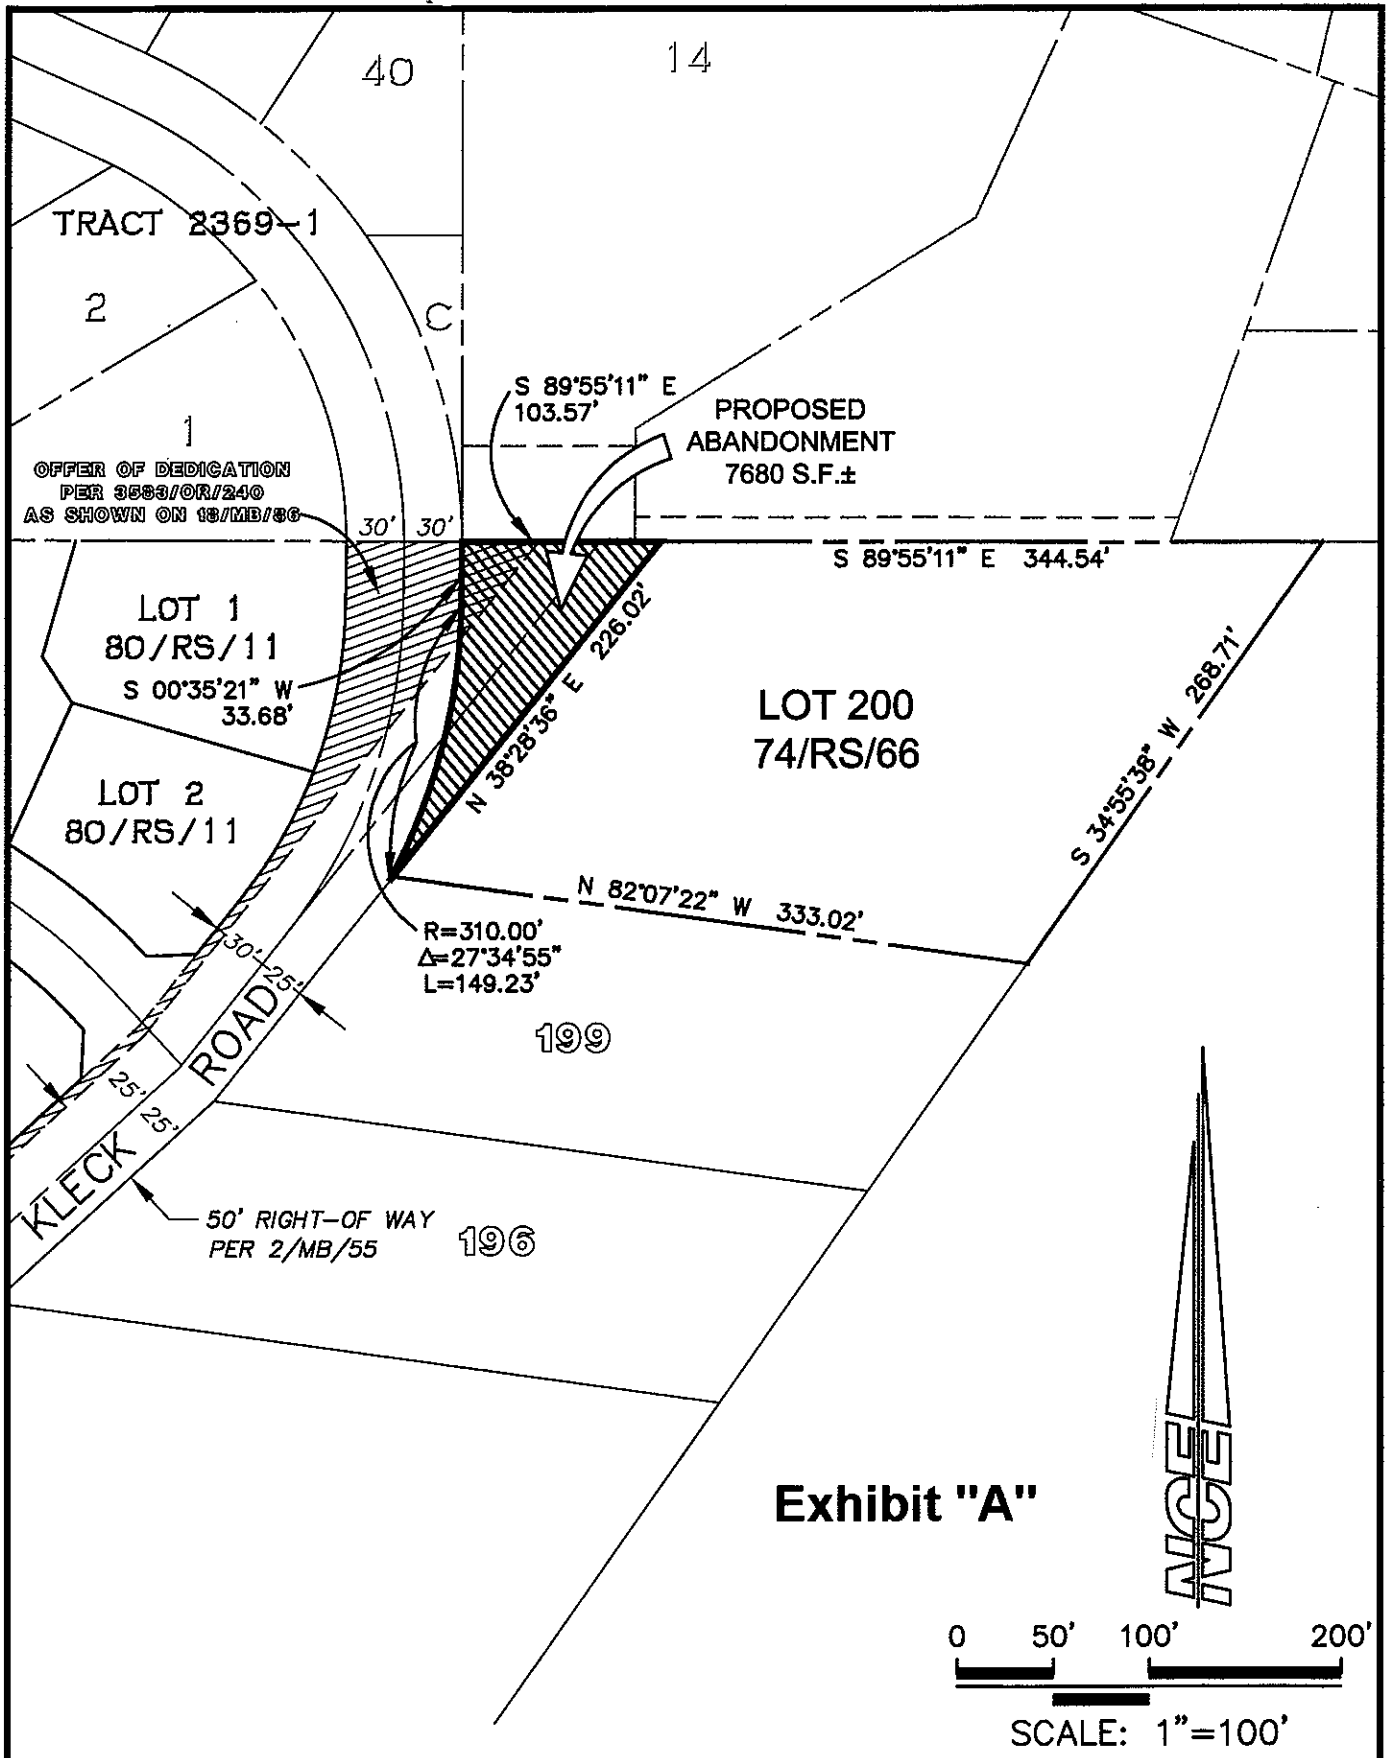 40
14
TRACT 2369-1
2
C
S 89°55'11" E
103.57'
PROPOSED
ABANDONMENT
7680 S.F.±
1
OFFER OF DEDICATION
PER 3583/OR/240
AS SHOWN ON 18/MB/86
30'
30'
S 89°55'11" E 344.54'
LOT 1
80/RS/11
S 00°35'21" W
33.68'
N 38°28'36" E 226.02'
LOT 200
74/RS/66
S 34°55'38" W 268.71'
LOT 2
80/RS/11
N 82°07'22" W 333.02'
R=310.00'
Δ=27°34'55"
L=149.23'
30'
25'
199
25'
25'
KLECK ROAD
50' RIGHT-OF WAY
PER 2/MB/55
196
Exhibit "A"
NCE
NCE
0 50' 100' 200'
SCALE: 1"=100'